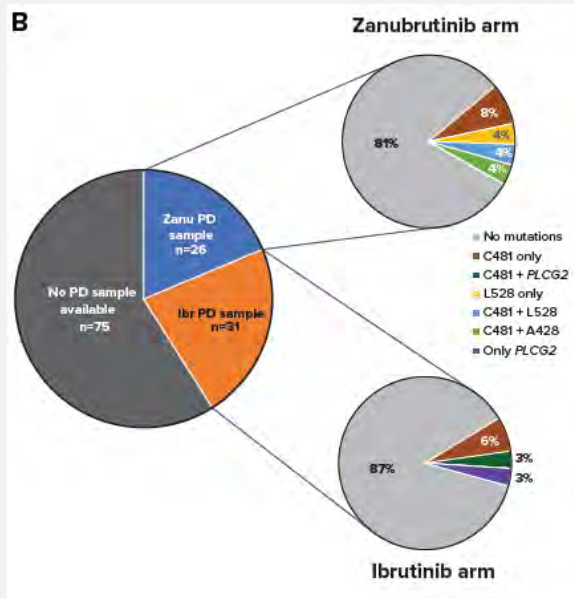 B
Zanubrutinib arm
81%
8%
4%
4%
4%
Zanu PD
sample
n=26
No PD sample
available
n=75
Ibr PD sample
n=31
No mutations
C481 only
C481 + PLCG2
L528 only
C481 + L528
C481 + A428
Only PLCG2
87%
6%
3%
3%
Ibrutinib arm